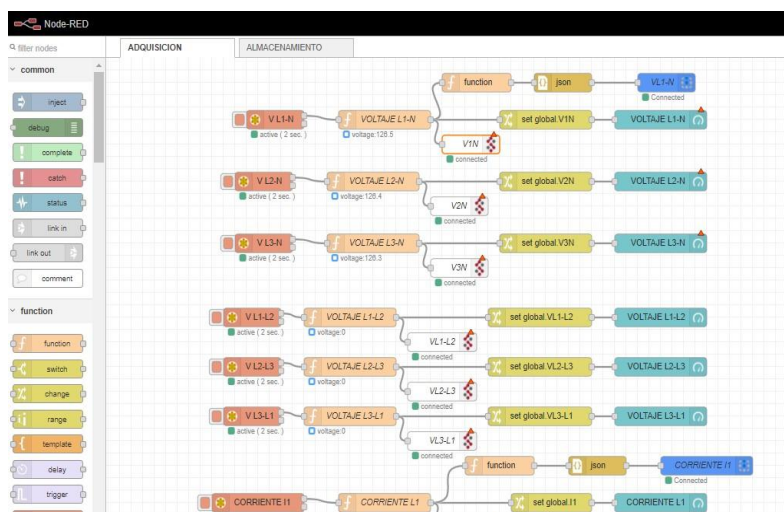 Node-RED
filter nodes
ADQUISICION
ALMACENAMIENTO
common
inject
debug
complete
catch
status
link in
link out
comment
function
function
switch
change
range
template
delay
trigger
function
json
VL1-N
Connected
V L1-N
active ( 2 sec. )
VOLTAJE L1-N
voltage:126.5
set global.V1N
VOLTAJE L1-N
V1N
connected
V L2-N
active ( 2 sec. )
VOLTAJE L2-N
voltage:126.4
set global.V2N
VOLTAJE L2-N
V2N
connected
V L3-N
active ( 2 sec. )
VOLTAJE L3-N
voltage:126.3
set global.V3N
VOLTAJE L3-N
V3N
connected
V L1-L2
active ( 2 sec. )
VOLTAJE L1-L2
voltage:0
set global.VL1-L2
VOLTAJE L1-L2
VL1-L2
connected
V L2-L3
active ( 2 sec. )
VOLTAJE L2-L3
voltage:0
set global.VL2-L3
VOLTAJE L2-L3
VL2-L3
connected
V L3-L1
active ( 2 sec. )
VOLTAJE L3-L1
voltage:0
set global.VL3-L1
VOLTAJE L3-L1
VL3-L1
connected
function
json
CORRIENTE I1
Connected
CORRIENTE I1
CORRIENTE L1
set global.I1
CORRIENTE L1